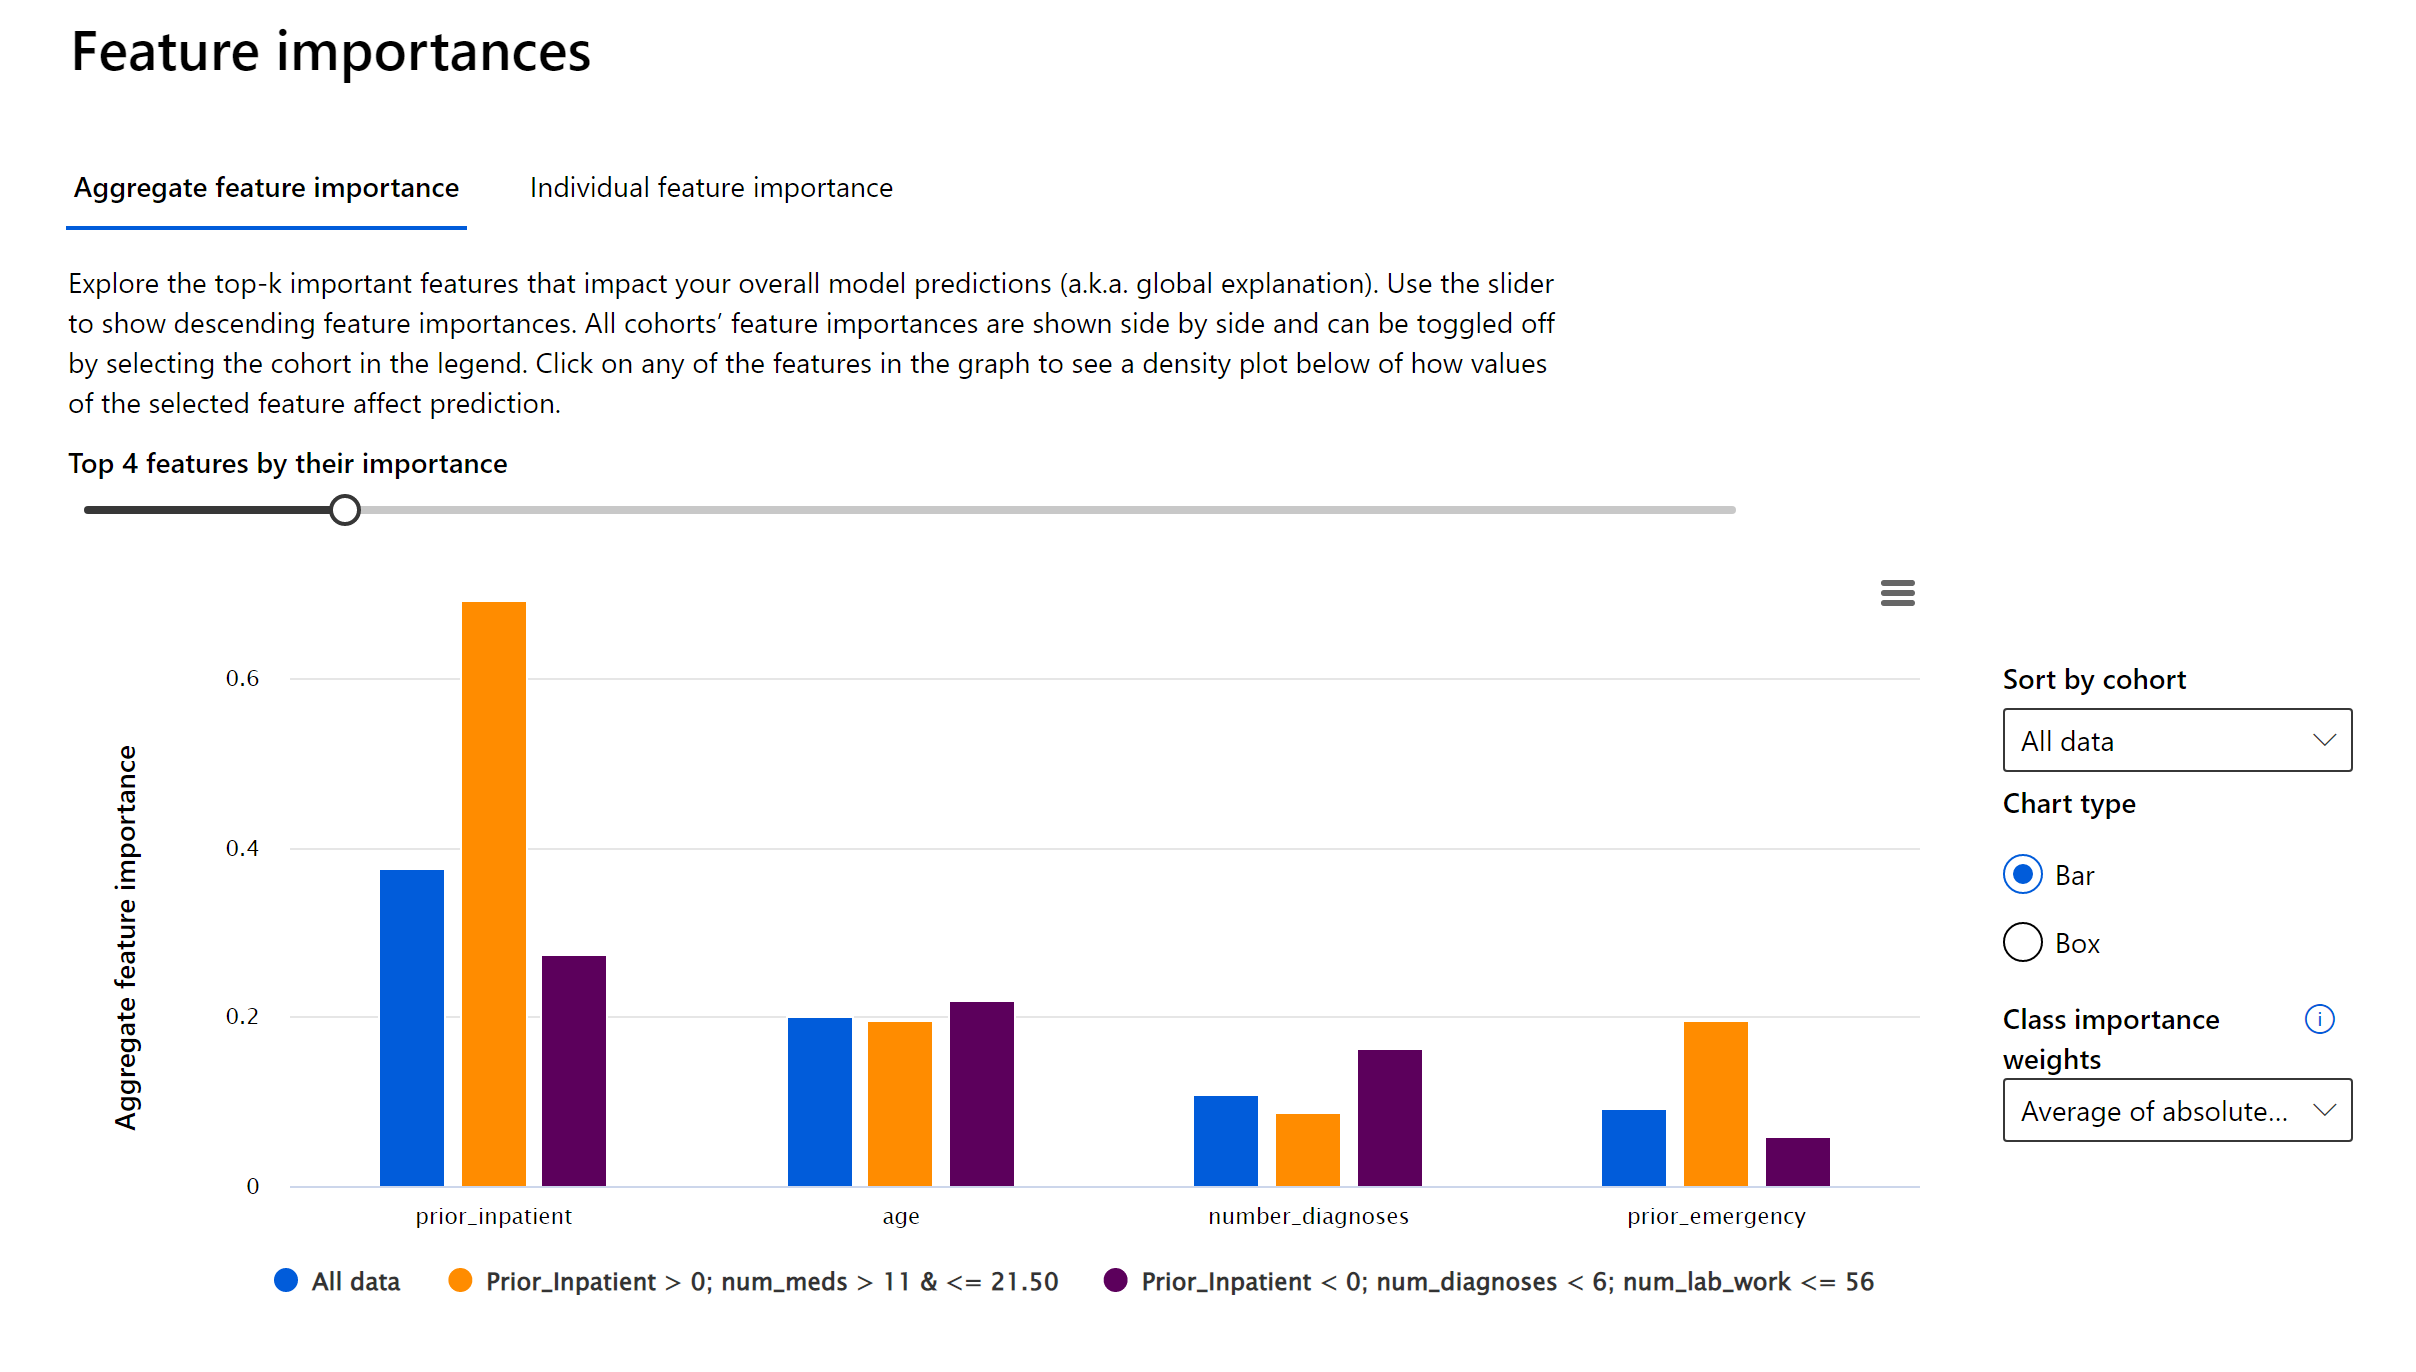 Feature importances
Aggregate feature importance
Individual feature importance
Explore the top-k important features that impact your overall model predictions (a.k.a. global explanation). Use the slider
to show descending feature importances. All cohorts’ feature importances are shown side by side and can be toggled off
by selecting the cohort in the legend. Click on any of the features in the graph to see a density plot below of how values
of the selected feature affect prediction.
Top 4 features by their importance
Aggregate feature importance
0.6
0.4
0.2
0
prior_inpatient
age
number_diagnoses
prior_emergency
All data
Prior_Inpatient > 0; num_meds > 11 & <= 21.50
Prior_Inpatient < 0; num_diagnoses < 6; num_lab_work <= 56
Sort by cohort
All data
Chart type
Bar
Box
Class importance
weights
Average of absolute...